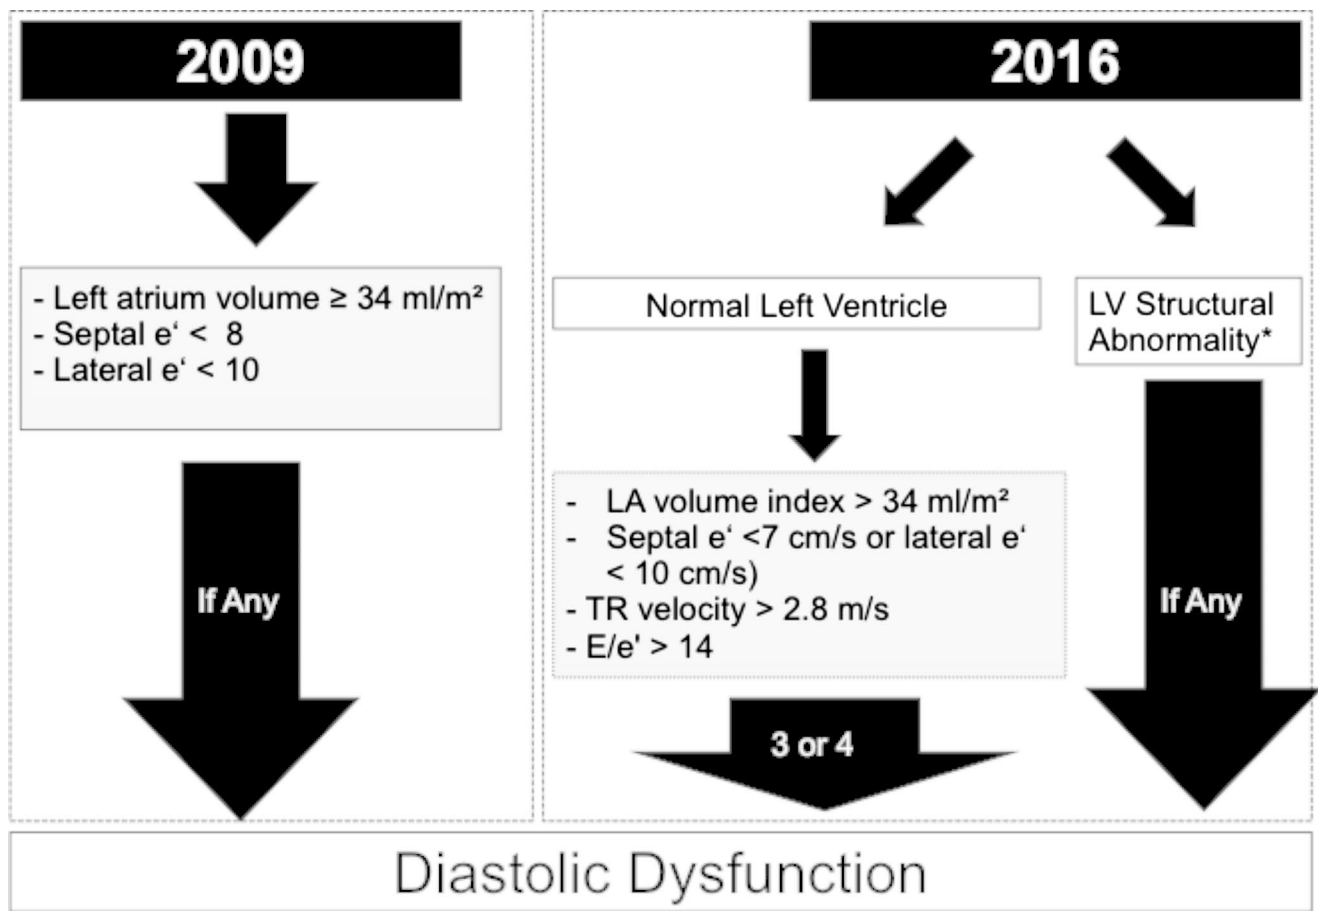 2009
- Left atrium volume ≥ 34 ml/m²
- Septal e‘ <  8
- Lateral e‘ < 10
If Any
2016
Normal Left Ventricle
LV Structural
Abnormality*
-   LA volume index > 34 ml/m²
-   Septal e‘ <7 cm/s or lateral e‘
< 10 cm/s)
- TR velocity > 2.8 m/s
- E/e' > 14
3 or 4
If Any
Diastolic Dysfunction